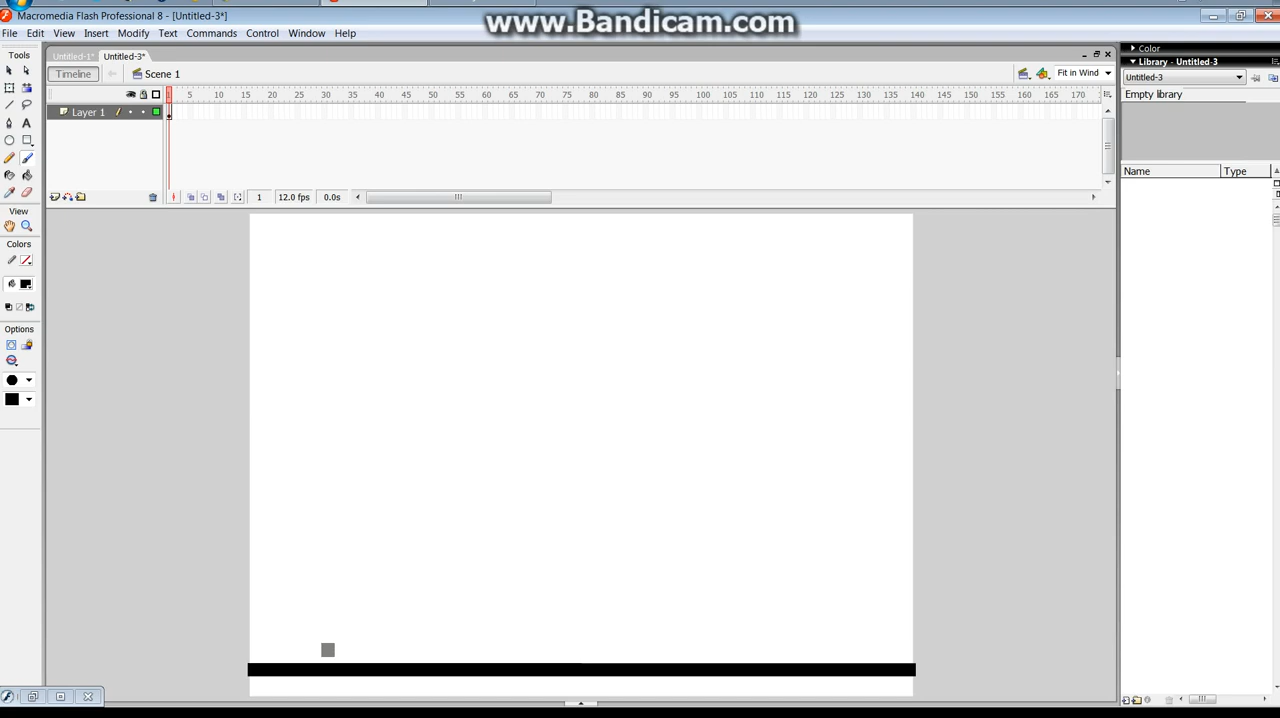 www.Bandicam.com
Macromedia Flash Professional 8 - [Untitled-3*]
File Edit View Insert Modify Text Commands Control Window Help
Tools
Untitled-1* Untitled-3*
Color
Library - Untitled-3
Timeline Scene 1 Fit in Wind
Untitled-3
5 10 15 20 25 30 35 40 45 50 55 60 65 70 75 80 85 90 95 100 105 110 115 120 125 130 135 140 145 150 155 160 165 170
Empty library
Layer 1
Name Type
1 12.0 fps 0.0s
View
Colors
Options